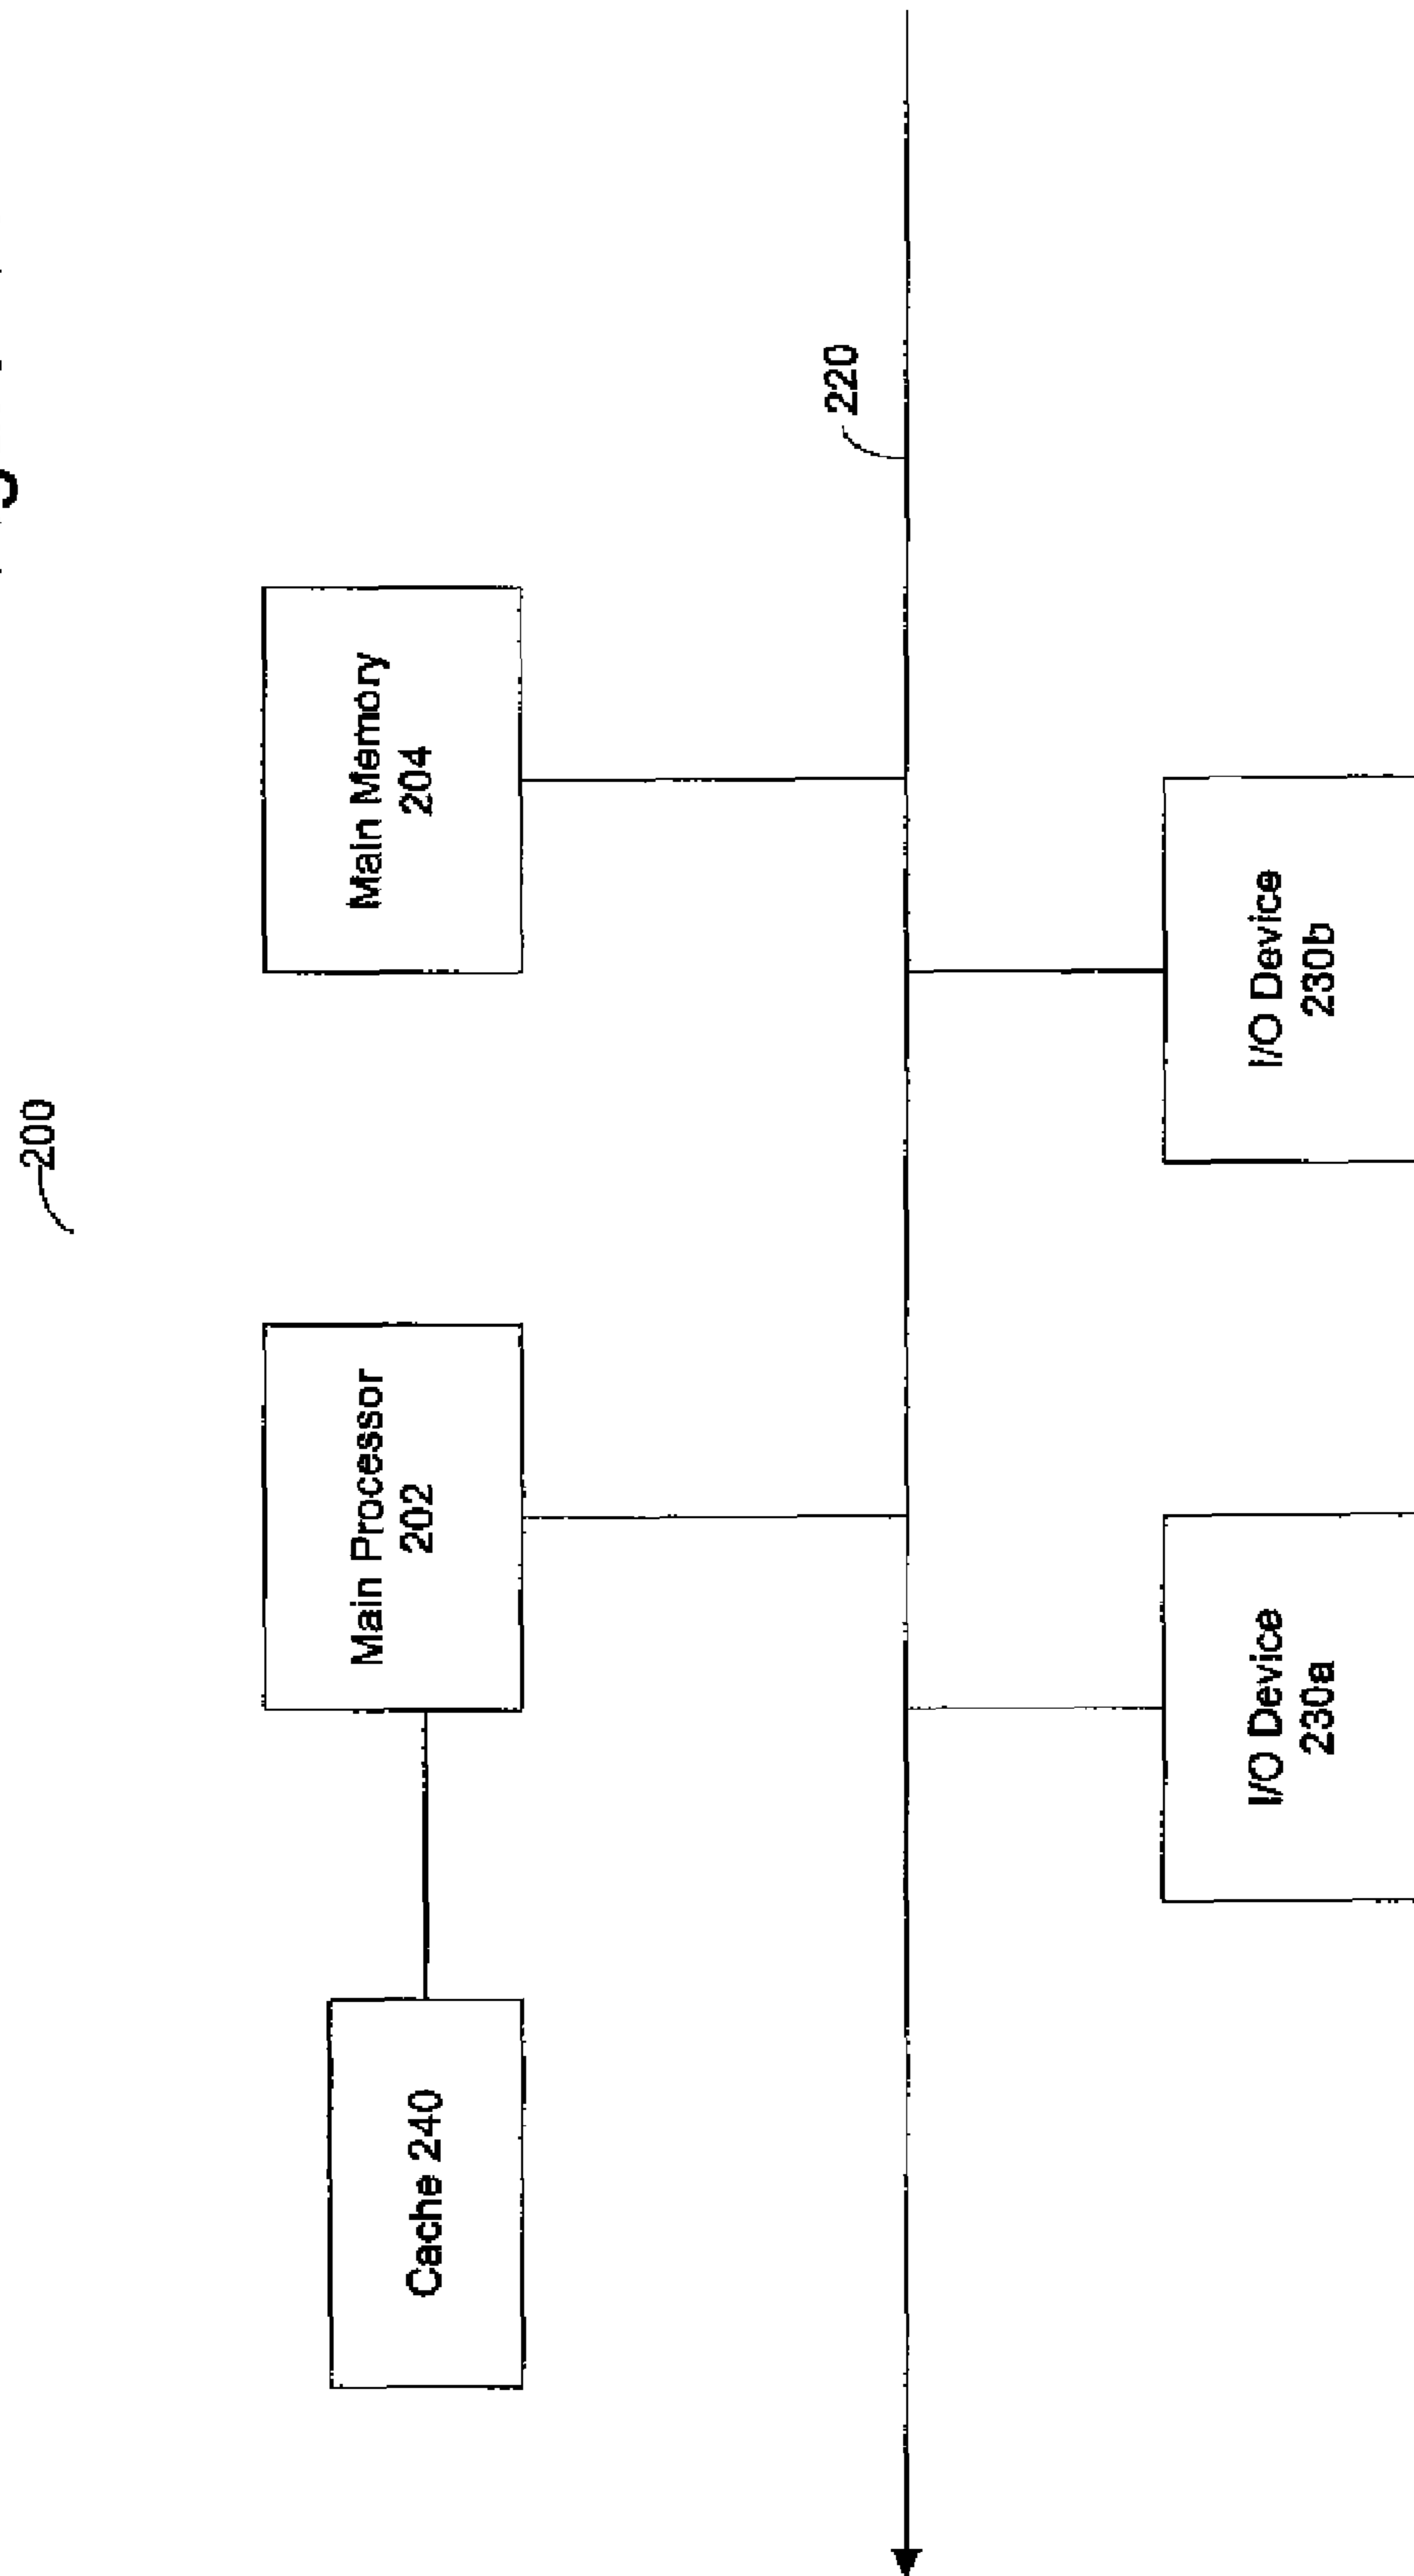 200
Cache 240
Main Processor
202
Main Memory
204
220
I/O Device
230a
I/O Device
230b